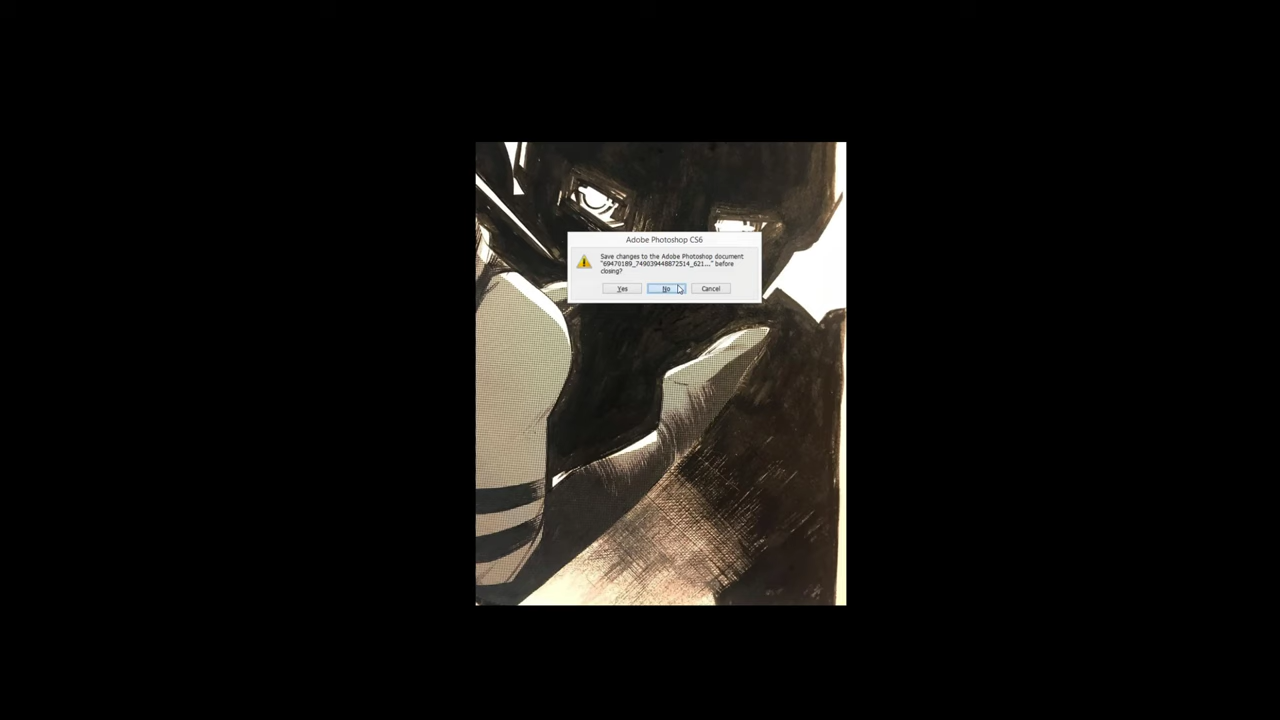 Adobe Photoshop CS6
Save changes to the Adobe Photoshop document
"69470189_749039448872514_621..." before
closing?
Yes
No
Cancel